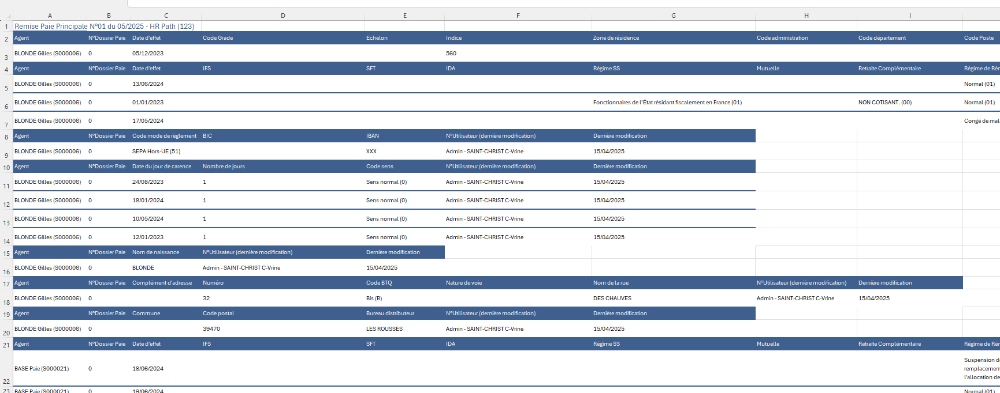 A B C D E F G H I
1 Remise Paie Principale N°01 du 05/2025 - HR Path (123)
2 Agent N°Dossier Paie Date d'effet Code Grade Echelon Indice Zone de résidence Code administration Code département Code Poste
3 BLONDE Gilles (S000006) 0 05/12/2023 560
4 Agent N°Dossier Paie Date d'effet IFS SFT IDA Régime SS Mutuelle Retraite Complémentaire Régime de Rér
5 BLONDE Gilles (S000006) 0 13/06/2024 Normal (01)
6 BLONDE Gilles (S000006) 0 01/01/2023 Fonctionnaires de l'État résidant fiscalement en France (01) NON COTISANT. (00) Normal (01)
7 BLONDE Gilles (S000006) 0 17/05/2024 Congé de mal
8 Agent N°Dossier Paie Code mode de règlement BIC IBAN N°Utilisateur (dernière modification) Dernière modification
9 BLONDE Gilles (S000006) 0 SEPA Hors-UE (51) XXX Admin - SAINT-CHRIST C-Vrine 15/04/2025
10 Agent N°Dossier Paie Date du jour de carence Nombre de jours Code sens N°Utilisateur (dernière modification) Dernière modification
11 BLONDE Gilles (S000006) 0 24/08/2023 1 Sens normal (0) Admin - SAINT-CHRIST C-Vrine 15/04/2025
12 BLONDE Gilles (S000006) 0 18/01/2024 1 Sens normal (0) Admin - SAINT-CHRIST C-Vrine 15/04/2025
13 BLONDE Gilles (S000006) 0 10/05/2024 1 Sens normal (0) Admin - SAINT-CHRIST C-Vrine 15/04/2025
14 BLONDE Gilles (S000006) 0 12/01/2023 1 Sens normal (0) Admin - SAINT-CHRIST C-Vrine 15/04/2025
15 Agent N°Dossier Paie Nom de naissance N°Utilisateur (dernière modification) Dernière modification
16 BLONDE Gilles (S000006) 0 BLONDE Admin - SAINT-CHRIST C-Vrine 15/04/2025
17 Agent N°Dossier Paie Complément d'adresse Numéro Code BTQ Nature de voie Nom de la rue N°Utilisateur (dernière modification) Dernière modification
18 BLONDE Gilles (S000006) 0 32 Bis (B) DES CHAUVES Admin - SAINT-CHRIST C-Vrine 15/04/2025
19 Agent N°Dossier Paie Commune Code postal Bureau distributeur N°Utilisateur (dernière modification) Dernière modification
20 BLONDE Gilles (S000006) 0 39470 LES ROUSSES Admin - SAINT-CHRIST C-Vrine 15/04/2025
21 Agent N°Dossier Paie Date d'effet IFS SFT IDA Régime SS Mutuelle Retraite Complémentaire Régime de Rér
Suspension d
22 BASE Paie (S000021) 0 18/06/2024 remplacement
l'allocation de
23 BASE Paie (S000021) 0 19/06/2024 Normal (01)